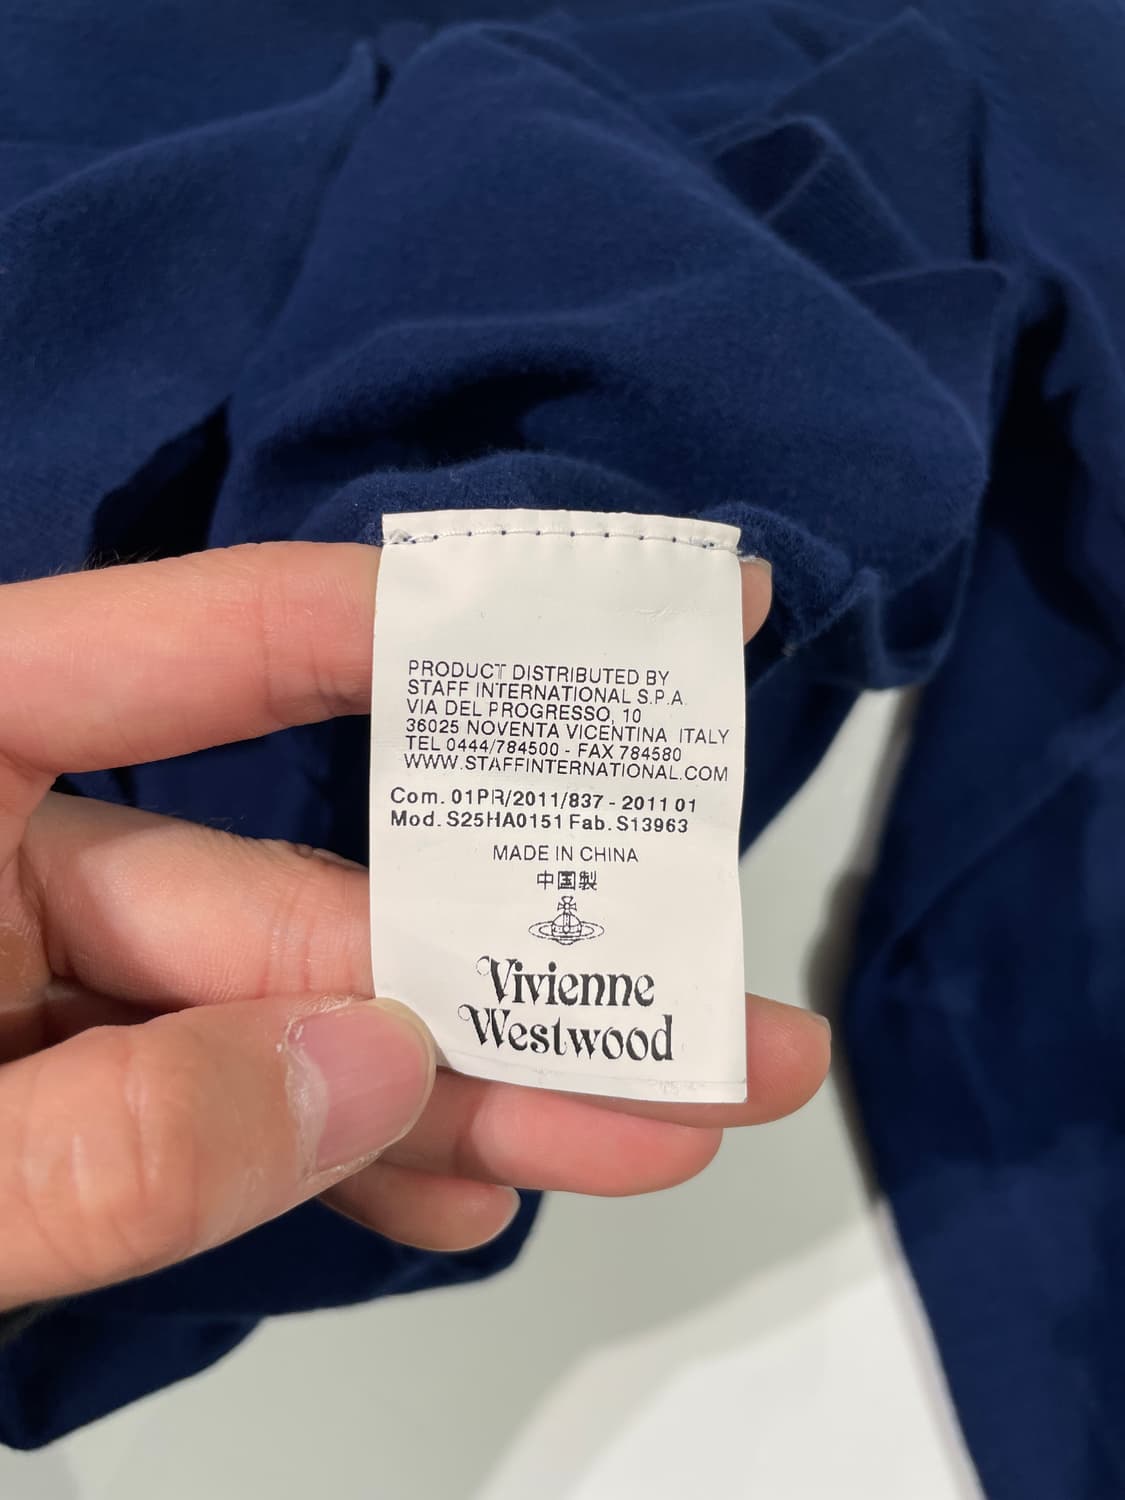 PRODUCT DISTRIBUTED BY
STAFF INTERNATIONAL S.P.A.
VIA DEL PROGRESSO, 10
36025 NOVENTA VICENTINA ITALY
TEL 0444/784500 - FAX 784580
WWW.STAFFINTERNATIONAL.COM
Com. 01PR/2011/837 - 2011 01
Mod. S25HA0151 Fab. S13963
MADE IN CHINA
中国製
Vivienne
Westwood